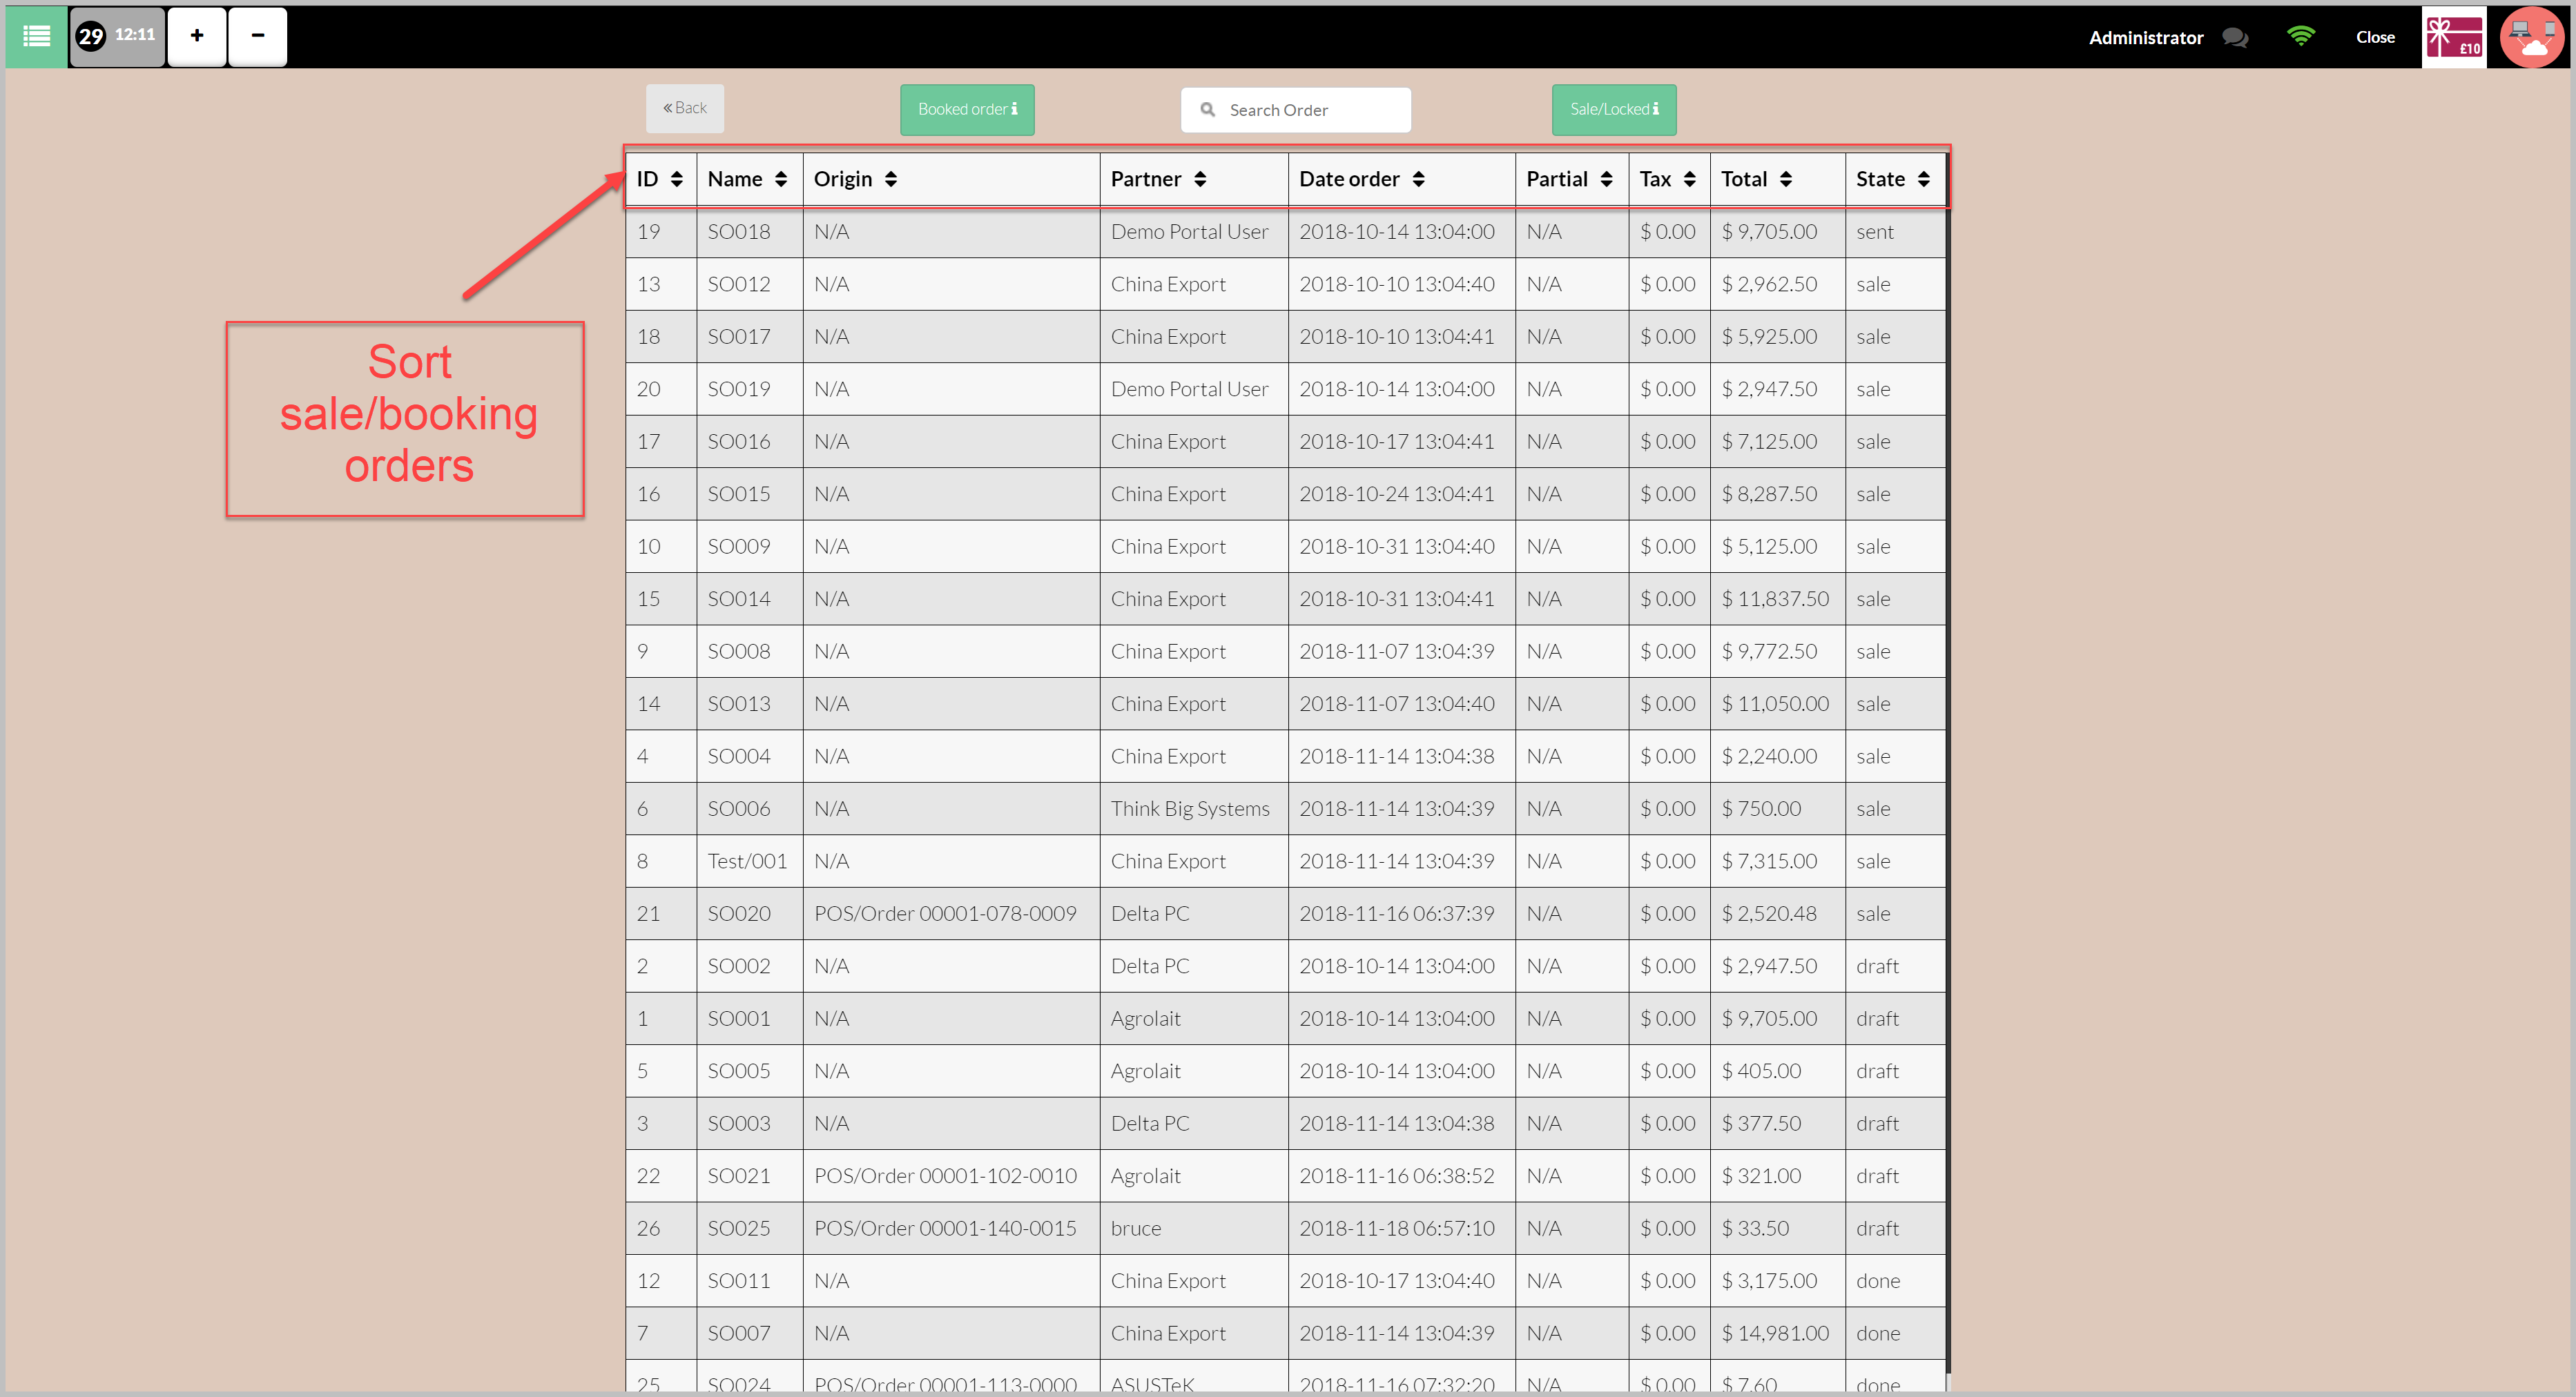 29 12:11 + − Administrator Close £10
« Back Booked order i Search Order Sale/Locked i
ID Name Origin Partner Date order Partial Tax Total State
19 SO018 N/A Demo Portal User 2018-10-14 13:04:00 N/A $ 0.00 $ 9,705.00 sent
13 SO012 N/A China Export 2018-10-10 13:04:40 N/A $ 0.00 $ 2,962.50 sale
18 SO017 N/A China Export 2018-10-10 13:04:41 N/A $ 0.00 $ 5,925.00 sale
20 SO019 N/A Demo Portal User 2018-10-14 13:04:00 N/A $ 0.00 $ 2,947.50 sale
17 SO016 N/A China Export 2018-10-17 13:04:41 N/A $ 0.00 $ 7,125.00 sale
16 SO015 N/A China Export 2018-10-24 13:04:41 N/A $ 0.00 $ 8,287.50 sale
10 SO009 N/A China Export 2018-10-31 13:04:40 N/A $ 0.00 $ 5,125.00 sale
15 SO014 N/A China Export 2018-10-31 13:04:41 N/A $ 0.00 $ 11,837.50 sale
9 SO008 N/A China Export 2018-11-07 13:04:39 N/A $ 0.00 $ 9,772.50 sale
14 SO013 N/A China Export 2018-11-07 13:04:40 N/A $ 0.00 $ 11,050.00 sale
4 SO004 N/A China Export 2018-11-14 13:04:38 N/A $ 0.00 $ 2,240.00 sale
6 SO006 N/A Think Big Systems 2018-11-14 13:04:39 N/A $ 0.00 $ 750.00 sale
8 Test/001 N/A China Export 2018-11-14 13:04:39 N/A $ 0.00 $ 7,315.00 sale
21 SO020 POS/Order 00001-078-0009 Delta PC 2018-11-16 06:37:39 N/A $ 0.00 $ 2,520.48 sale
2 SO002 N/A Delta PC 2018-10-14 13:04:00 N/A $ 0.00 $ 2,947.50 draft
1 SO001 N/A Agrolait 2018-10-14 13:04:00 N/A $ 0.00 $ 9,705.00 draft
5 SO005 N/A Agrolait 2018-10-14 13:04:00 N/A $ 0.00 $ 405.00 draft
3 SO003 N/A Delta PC 2018-11-14 13:04:38 N/A $ 0.00 $ 377.50 draft
22 SO021 POS/Order 00001-102-0010 Agrolait 2018-11-16 06:38:52 N/A $ 0.00 $ 321.00 draft
26 SO025 POS/Order 00001-140-0015 bruce 2018-11-18 06:57:10 N/A $ 0.00 $ 33.50 draft
12 SO011 N/A China Export 2018-10-17 13:04:40 N/A $ 0.00 $ 3,175.00 done
7 SO007 N/A China Export 2018-11-14 13:04:39 N/A $ 0.00 $ 14,981.00 done
25 SO024 POS/Order 00001-113-0000 ASUSTeK 2018-11-16 07:32:20 N/A $ 0.00 $ 7.60 done
Sort
sale/booking
orders